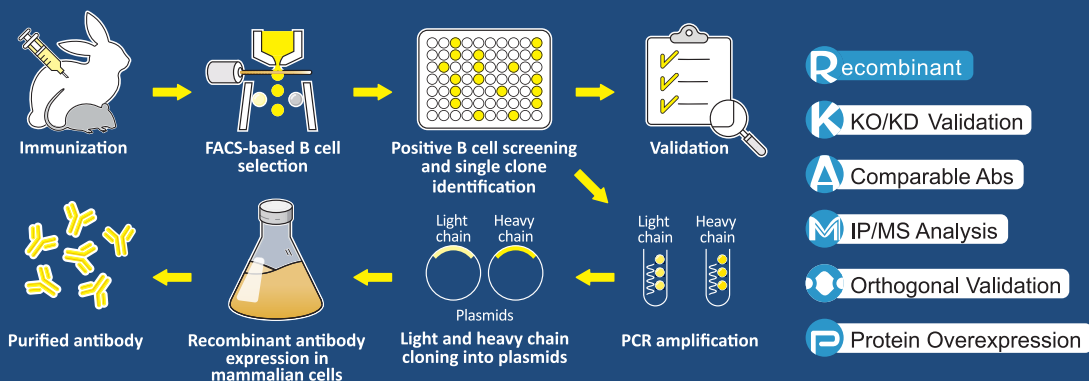 Immunization
FACS-based B cell
selection
Positive B cell screening
and single clone
identification
Validation
Light
chain
Heavy
chain
Light
chain
Heavy
chain
Plasmids
Purified antibody
Recombinant antibody
expression in
mammalian cells
Light and heavy chain
cloning into plasmids
PCR amplification
Recombinant
K KO/KD Validation
A Comparable Abs
M IP/MS Analysis
Orthogonal Validation
P Protein Overexpression